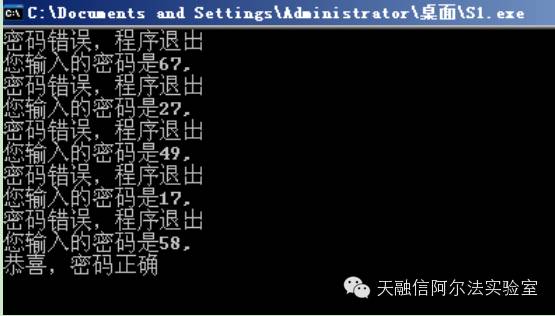 C:\Documents and Settings\Administrator\桌面\S1.exe
密码错误，程序退出
您输入的密码是67,
密码错误，程序退出
您输入的密码是27,
密码错误，程序退出
您输入的密码是49,
密码错误，程序退出
您输入的密码是17,
密码错误，程序退出
您输入的密码是58,
恭喜，密码正确
天融信阿尔法实验室